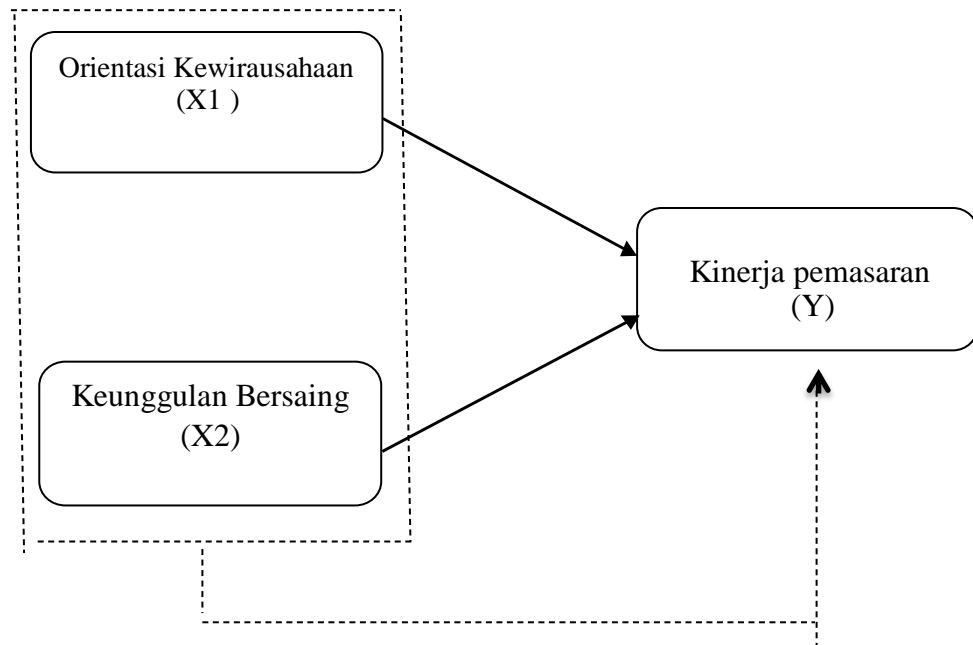 Orientasi Kewirausahaan
(X1 )
Kinerja pemasaran
(Y)
Keunggulan Bersaing
(X2)